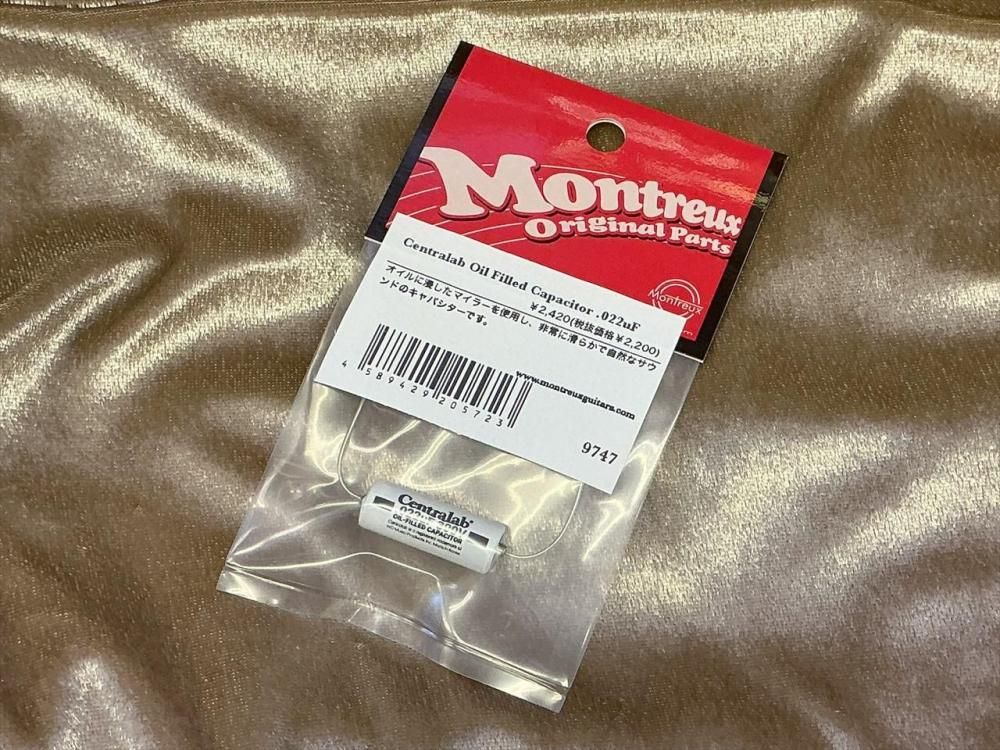 Montreux
Original Parts
Montreux
Centralab Oil Filled Capacitor .022uF
¥2,420(税抜価格¥2,200)
オイルに浸したマイラーを使用し、非常に滑らかで自然なサウ
ンドのキャパシターです。
4 589429 205723
www.montreuxguitars.com
9747
Centralab
OIL-FILLED CAPACITOR